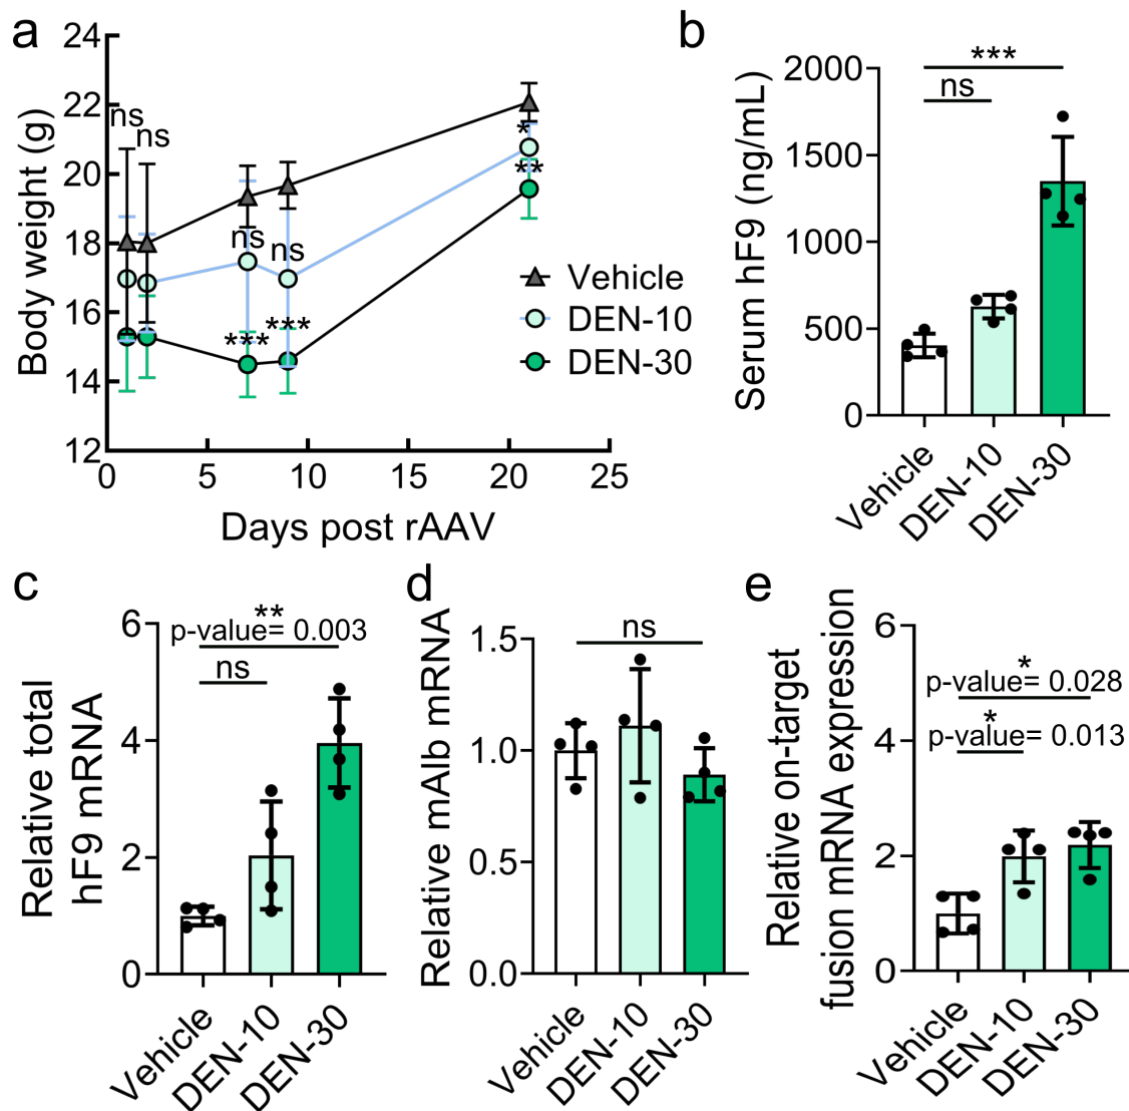 a
24
22
20
18
16
14
12
Body weight (g)
ns
ns
ns
ns
***
***
*
**
Vehicle
DEN-10
DEN-30
0
5
10
15
20
25
Days post rAAV
b
2000
1500
1000
500
0
Serum hF9 (ng/mL)
***
ns
Vehicle
DEN-10
DEN-30
c
6
4
2
0
Relative total
hF9 mRNA
**
p-value= 0.003
ns
Vehicle
DEN-10
DEN-30
d
1.5
1.0
0.5
0.0
Relative mAlb mRNA
ns
Vehicle
DEN-10
DEN-30
e
6
4
2
0
Relative on-target
fusion mRNA expression
*
p-value= 0.028
*
p-value= 0.013
Vehicle
DEN-10
DEN-30